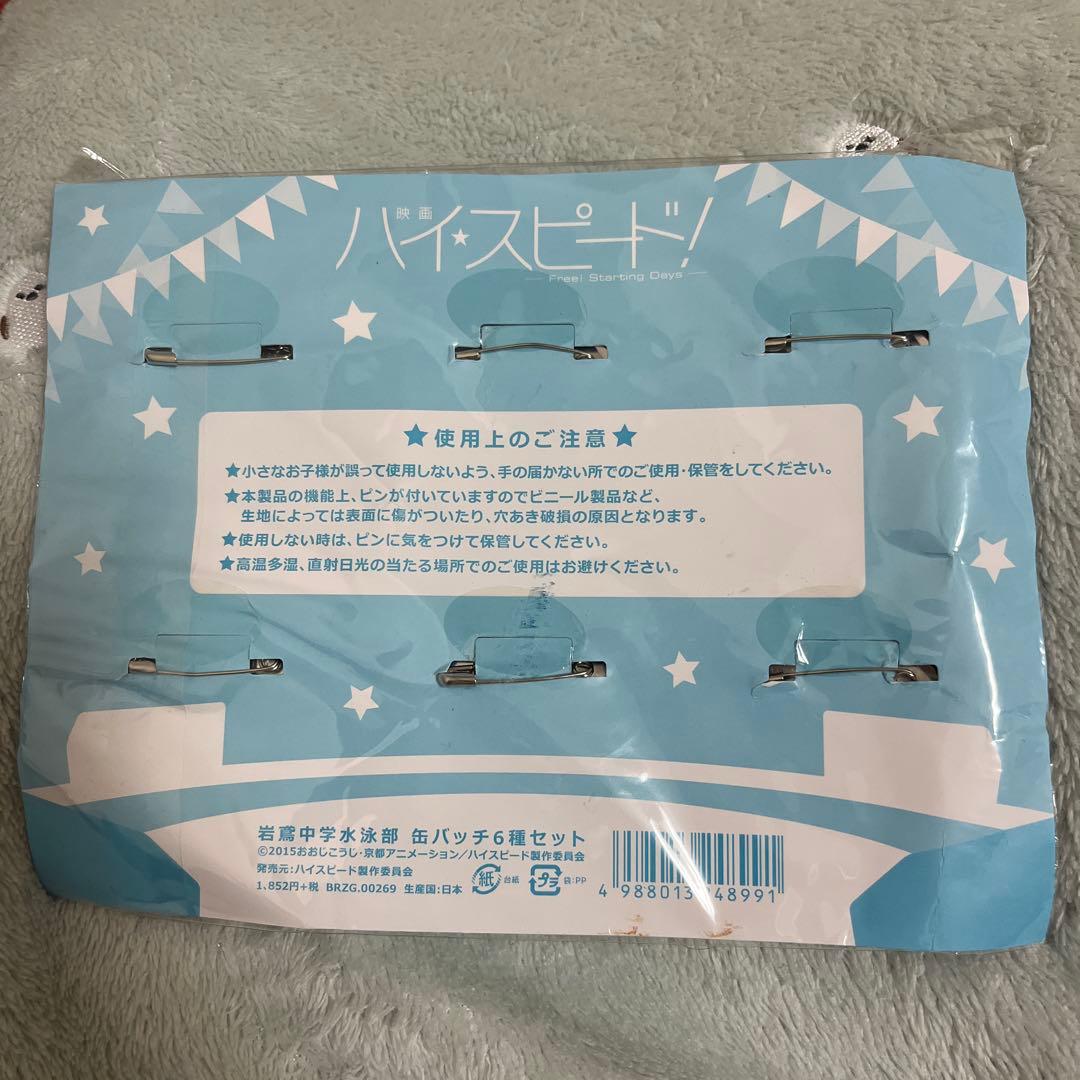 映画
ハイ☆スピード!
Free! Starting Days
★使用上のご注意★
★小さなお子様が誤って使用しないよう、手の届かない所でのご使用・保管をしてください。
★本製品の機能上、ピンが付いていますのでビニール製品など、
生地によっては表面に傷がついたり、穴あき破損の原因となります。
★使用しない時は、ピンに気をつけて保管してください。
★高温多湿、直射日光の当たる場所でのご使用はお避けください。
岩鳶中学水泳部 缶バッチ6種セット
©2015おおじこうじ・京都アニメーション/ハイスピード製作委員会
発売元:ハイスピード製作委員会
1,852円+税 BRZG.00269 生産国:日本
紙 台紙
プラ 袋:PP
4 988013 48991